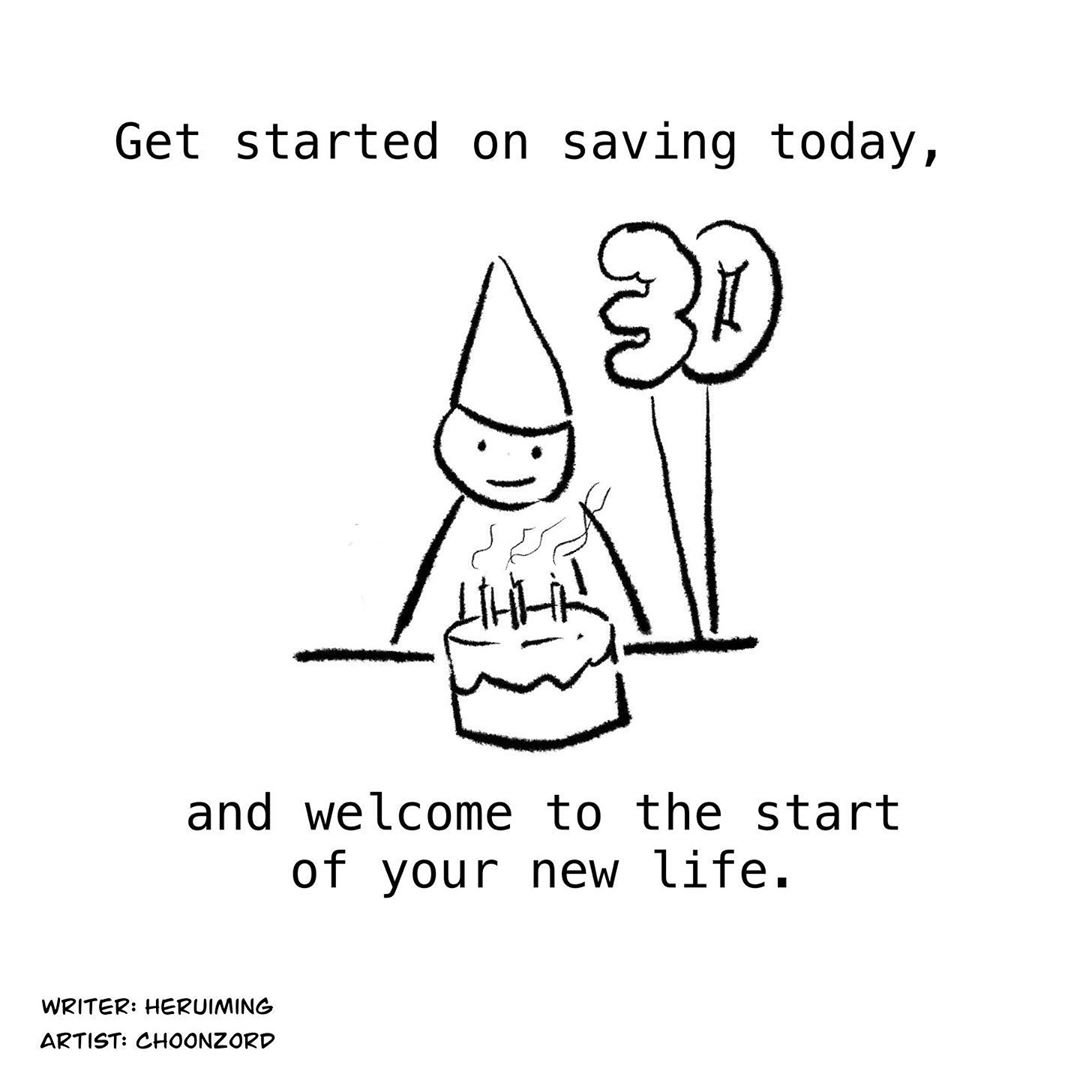 Get started on saving today,
30
and welcome to the start
of your new life.
WRITER: HERUIMING
ARTIST: CHOONZORD